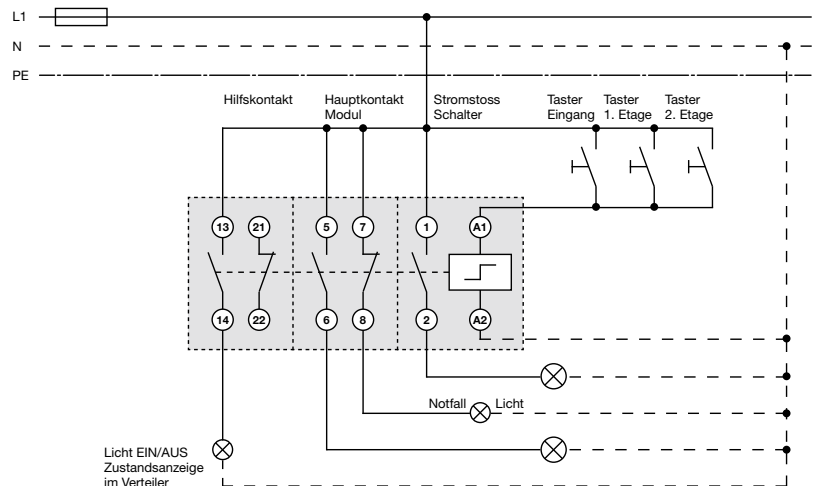 L1
N
PE
Hilfskontakt
Hauptkontakt
Modul
Stromstoss
Schalter
Taster
Eingang
Taster
1. Etage
Taster
2. Etage
13 21 5 7 1 A1
14 22 6 8 2 A2
Notfall Licht
Licht EIN/AUS
Zustandsanzeige
im Verteiler